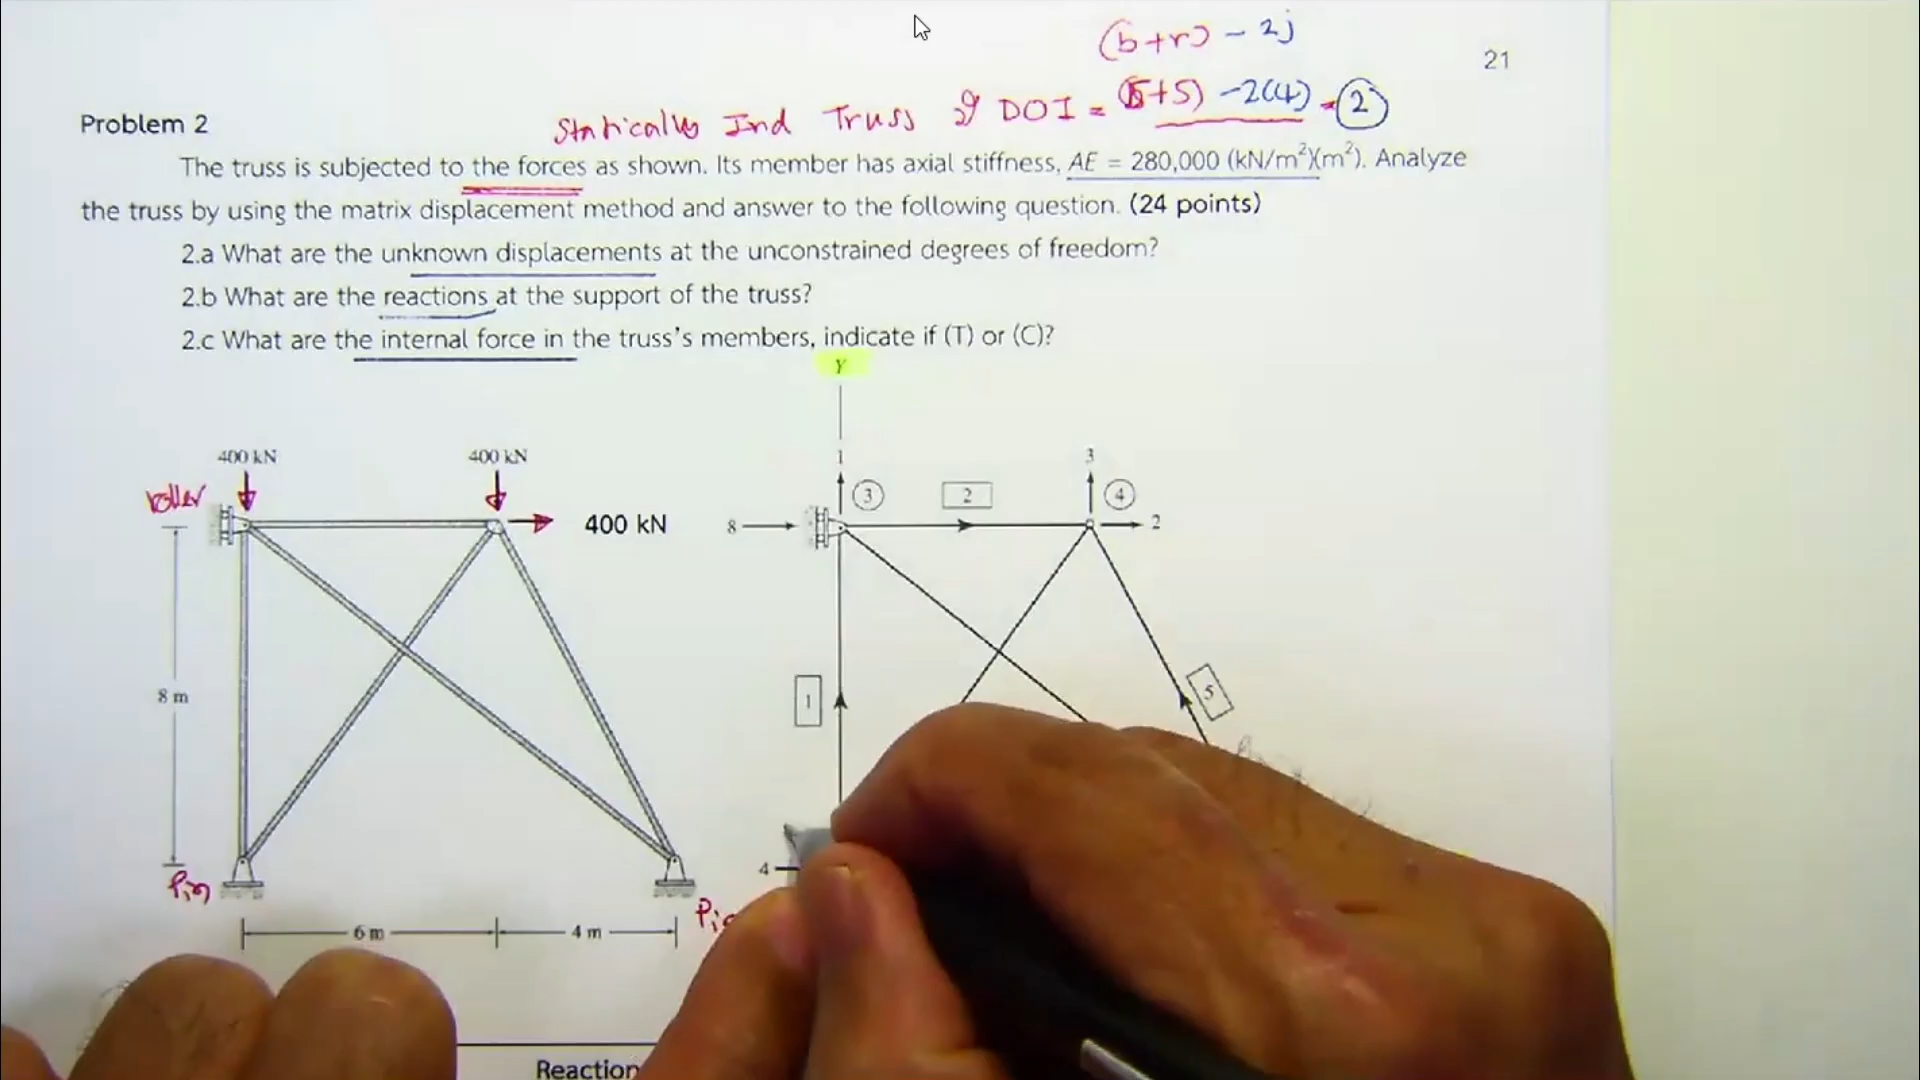 (b+r) - 2j
21
Problem 2
Statically Ind Truss DOI = (5+5) - 2(4) = 2
The truss is subjected to the forces as shown. Its member has axial stiffness, AE = 280,000 (kN/m²)(m²). Analyze
the truss by using the matrix displacement method and answer to the following question. (24 points)
2.a What are the unknown displacements at the unconstrained degrees of freedom?
2.b What are the reactions at the support of the truss?
2.c What are the internal force in the truss's members, indicate if (T) or (C)?
Y
400 kN 400 kN 1 3
roller 3 2 4
400 kN 8 2
8 m 1 5
4
Pin
6 m 4 m
Reaction